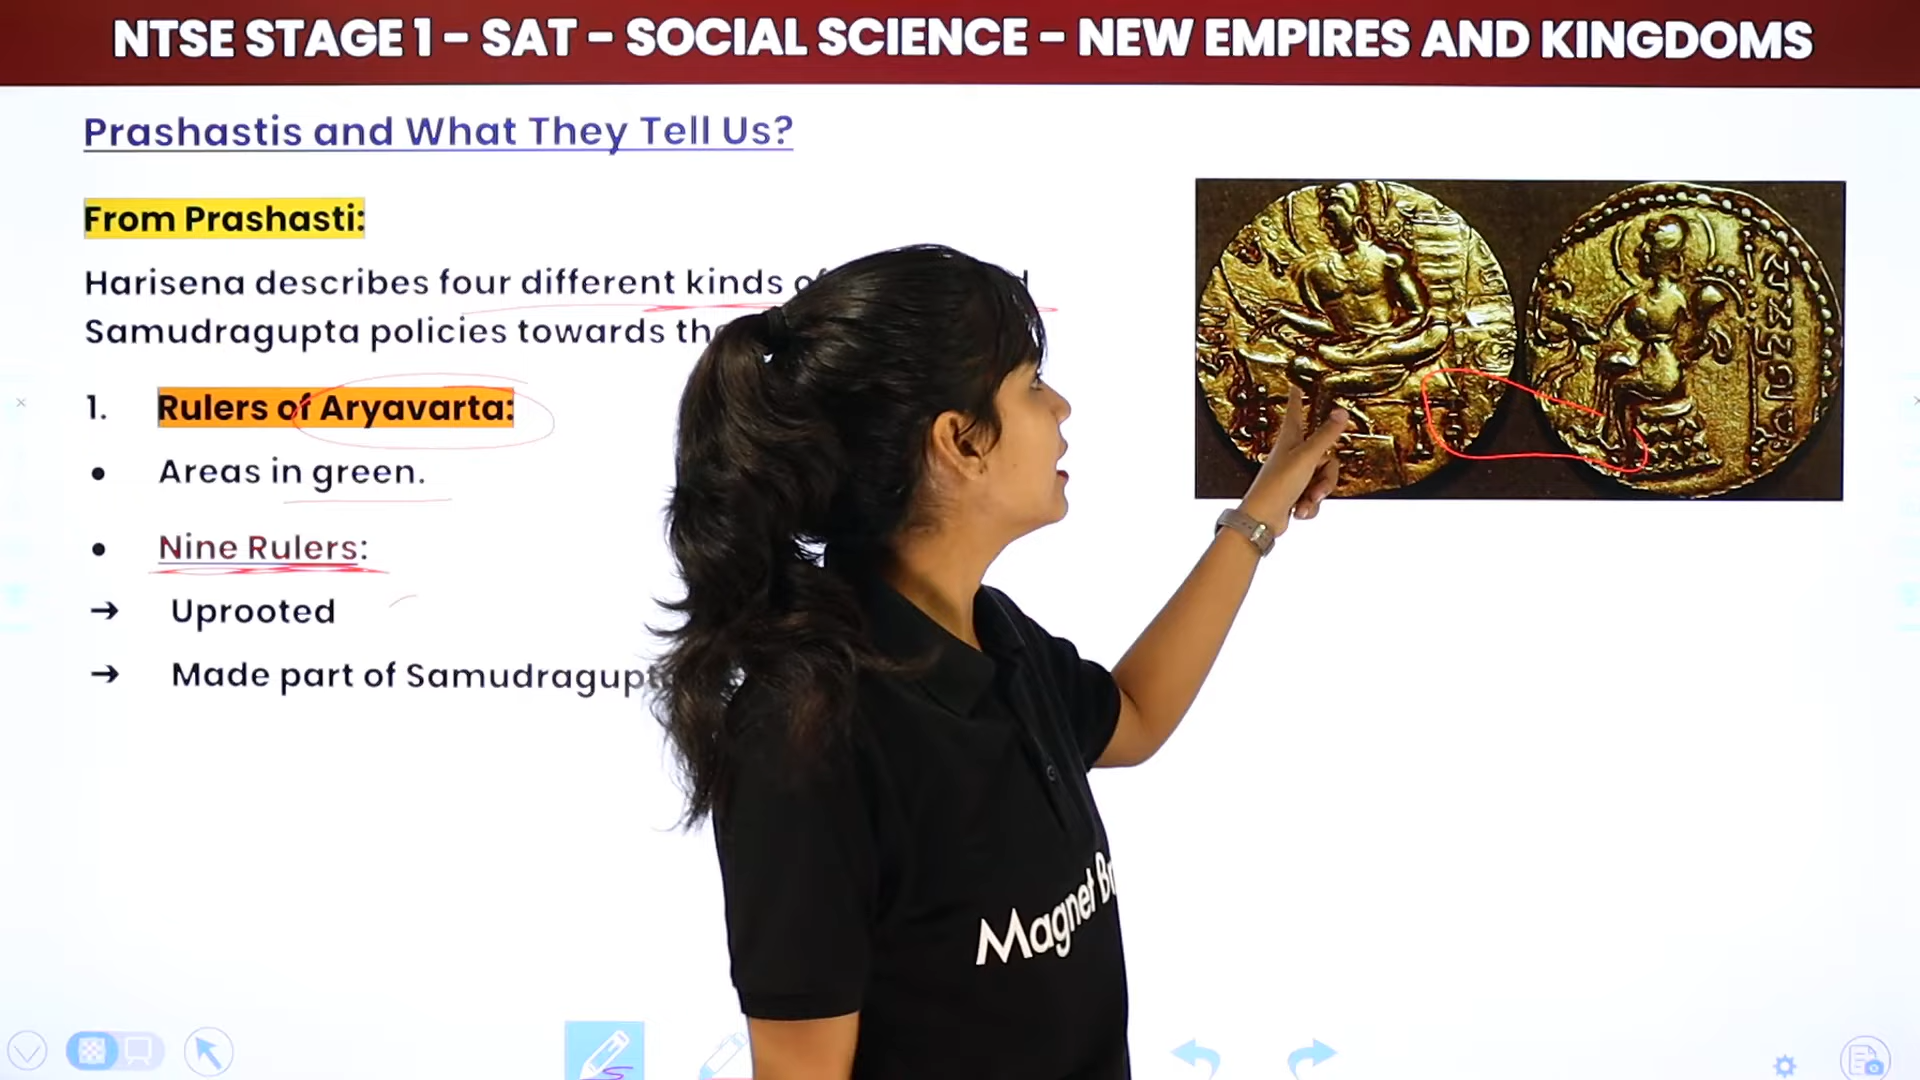 NTSE STAGE 1 - SAT - SOCIAL SCIENCE - NEW EMPIRES AND KINGDOMS
Prashastis and What They Tell Us?
From Prashasti:
Harisena describes four different kinds
Samudragupta policies towards
1. Rulers of Aryavarta:
• Areas in green.
• Nine Rulers:
→ Uprooted
→ Made part of
Magnet